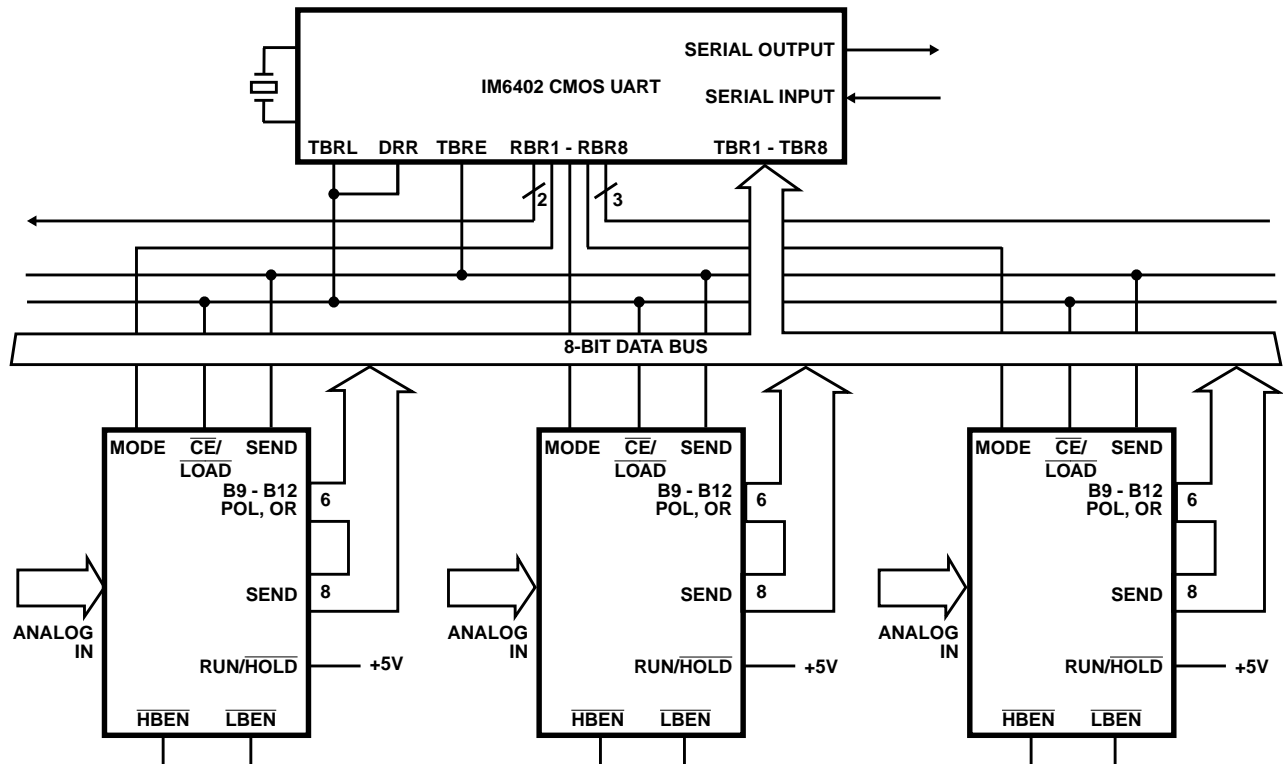 SERIAL OUTPUT
IM6402 CMOS UART
SERIAL INPUT
TBRL DRR TBRE RBR1 - RBR8 TBR1 - TBR8
2
3
8-BIT DATA BUS
MODE CE/ SEND
LOAD
B9 - B12
POL, OR
6
SEND
8
ANALOG
IN
RUN/HOLD
+5V
HBEN LBEN
MODE CE/ SEND
LOAD
B9 - B12
POL, OR
6
SEND
8
ANALOG
IN
RUN/HOLD
+5V
HBEN LBEN
MODE CE/ SEND
LOAD
B9 - B12
POL, OR
6
SEND
8
ANALOG
IN
RUN/HOLD
+5V
HBEN LBEN